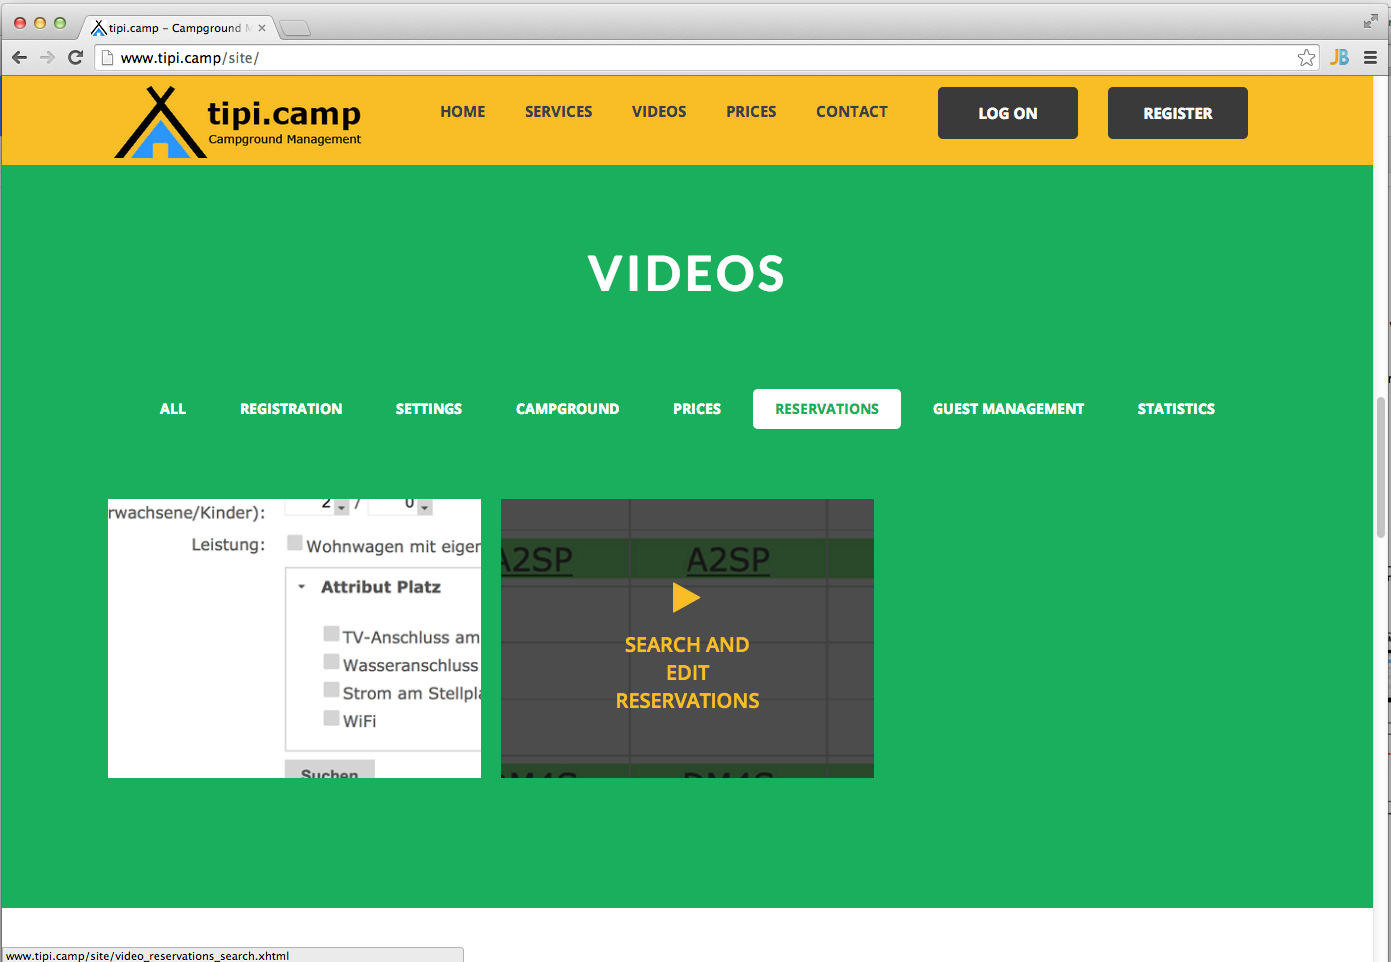 tipi.camp – Campground M
www.tipi.camp/site/
JB
tipi.camp
Campground Management
HOME SERVICES VIDEOS PRICES CONTACT LOG ON REGISTER
VIDEOS
ALL REGISTRATION SETTINGS CAMPGROUND PRICES RESERVATIONS GUEST MANAGEMENT STATISTICS
rwachsene/Kinder): 2 / 0
Leistung: Wohnwagen mit eiger
Attribut Platz
TV-Anschluss am
Wasseranschluss
Strom am Stellpla
WiFi
Suchen
A2SP A2SP
SEARCH AND
EDIT
RESERVATIONS
www.tipi.camp/site/video_reservations_search.xhtml